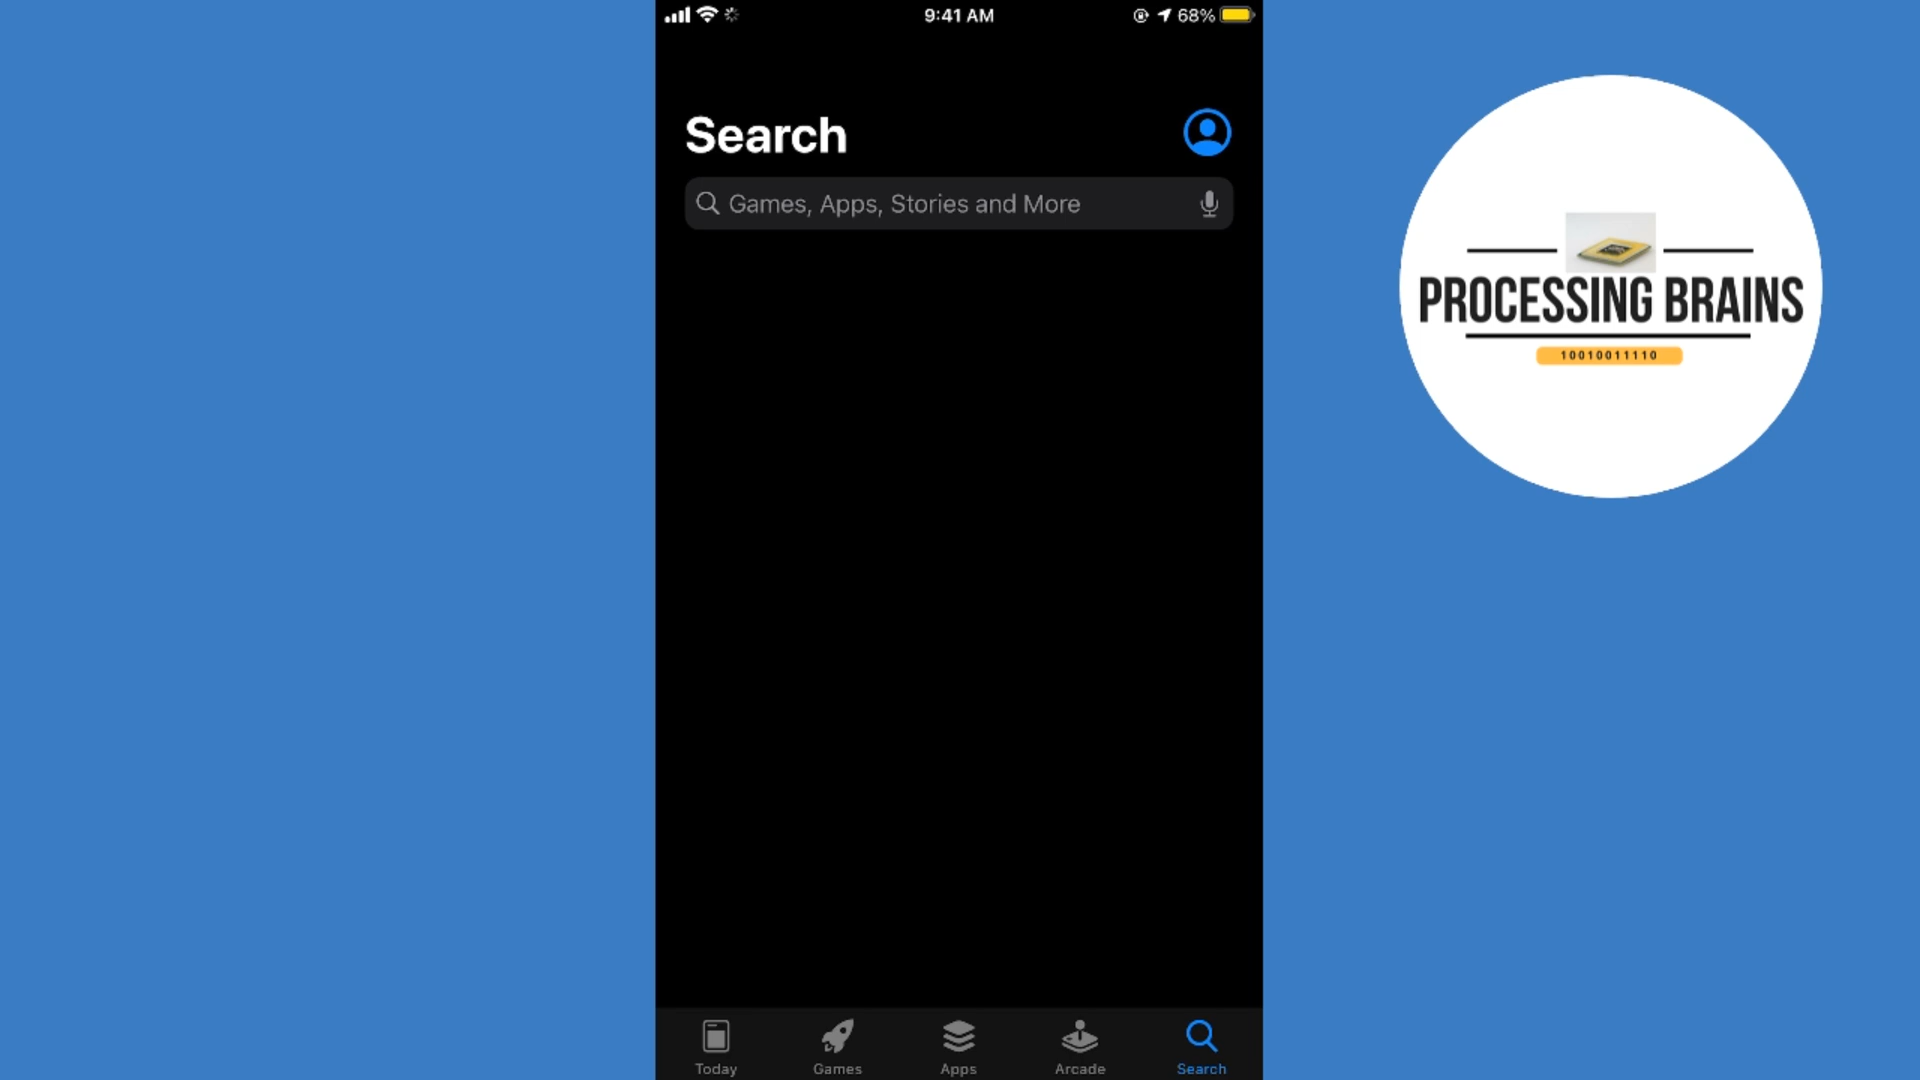 9:41 AM
68%
Search
Games, Apps, Stories and More
PROCESSING BRAINS
10010011110
Today
Games
Apps
Arcade
Search